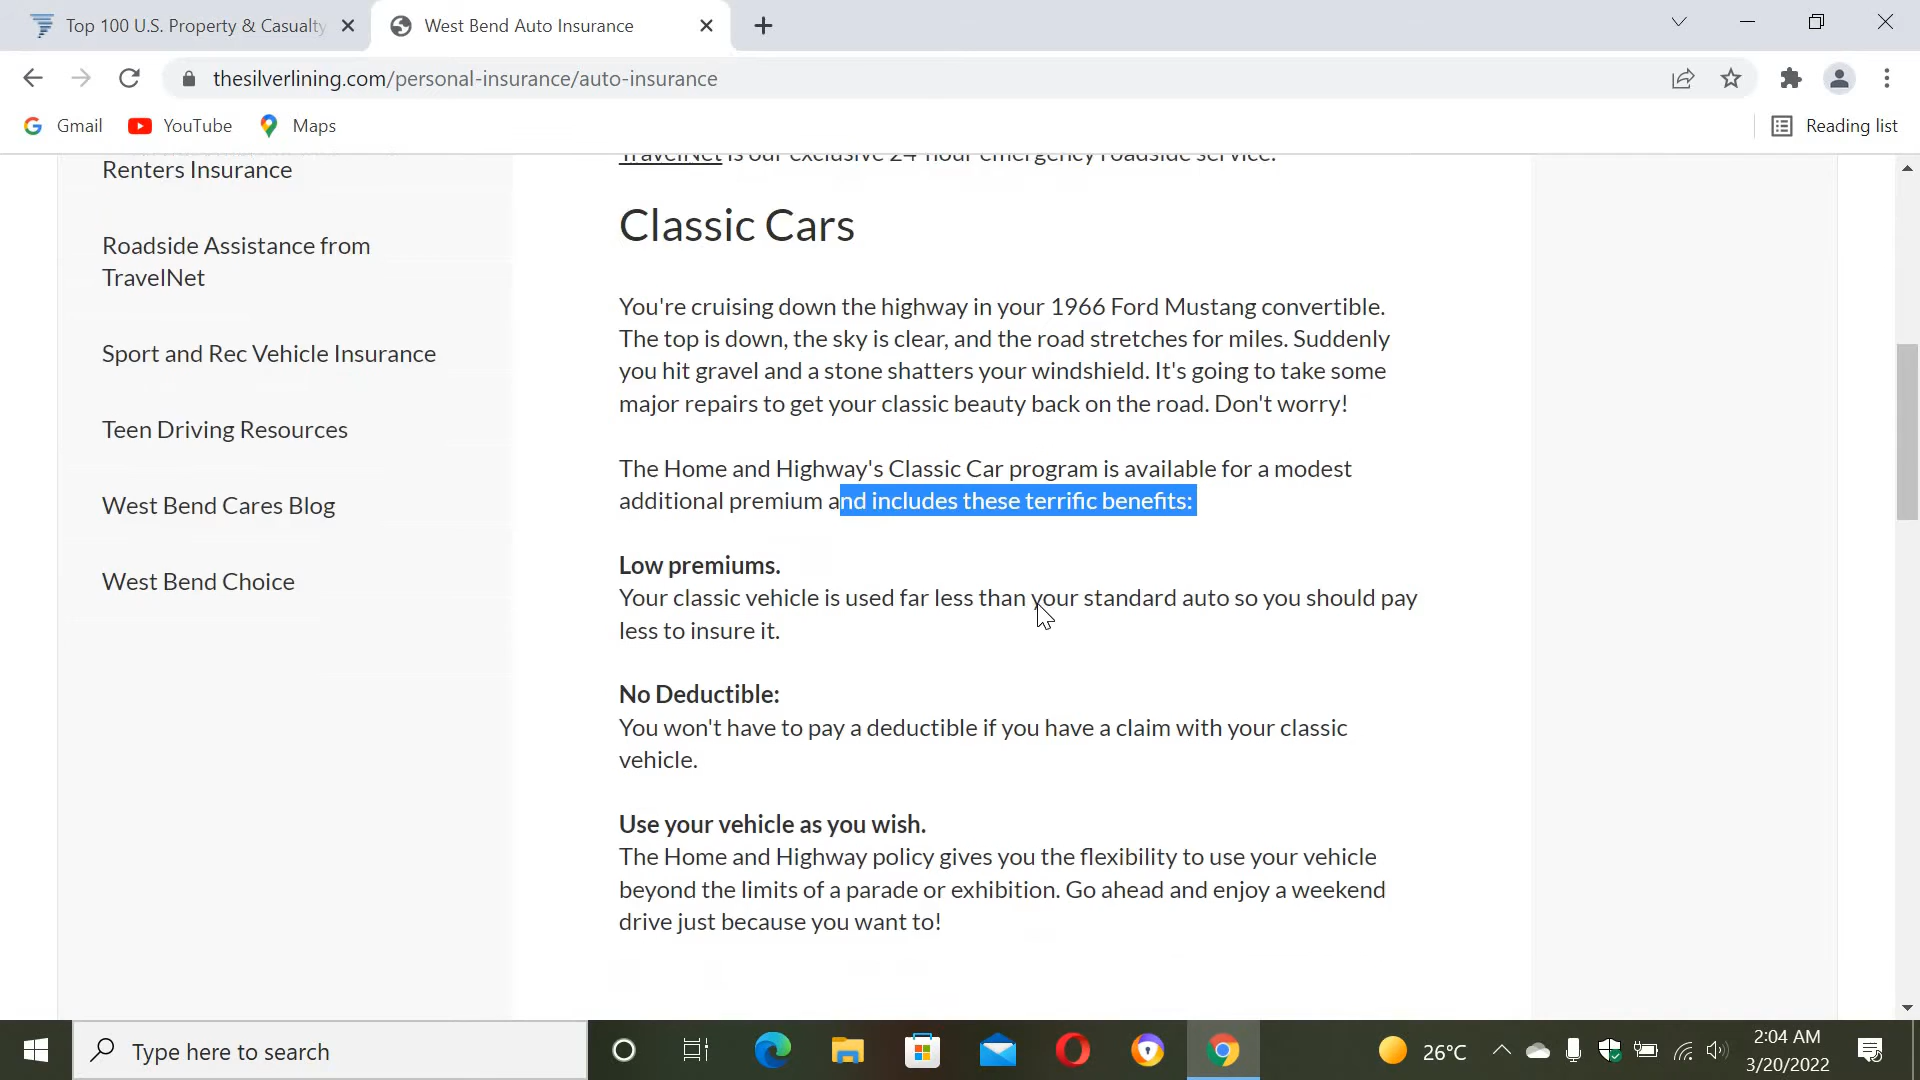 Top 100 U.S. Property & Casualty
West Bend Auto Insurance
thesilverlining.com/personal-insurance/auto-insurance
Gmail
YouTube
Maps
Reading list
Renters Insurance
Roadside Assistance from
TravelNet
Sport and Rec Vehicle Insurance
Teen Driving Resources
West Bend Cares Blog
West Bend Choice
TravelNet is our exclusive 24-hour emergency roadside service.
Classic Cars
You're cruising down the highway in your 1966 Ford Mustang convertible.
The top is down, the sky is clear, and the road stretches for miles. Suddenly
you hit gravel and a stone shatters your windshield. It's going to take some
major repairs to get your classic beauty back on the road. Don't worry!
The Home and Highway's Classic Car program is available for a modest
additional premium and includes these terrific benefits:
Low premiums.
Your classic vehicle is used far less than your standard auto so you should pay
less to insure it.
No Deductible:
You won't have to pay a deductible if you have a claim with your classic
vehicle.
Use your vehicle as you wish.
The Home and Highway policy gives you the flexibility to use your vehicle
beyond the limits of a parade or exhibition. Go ahead and enjoy a weekend
drive just because you want to!
Type here to search
26°C
2:04 AM
3/20/2022